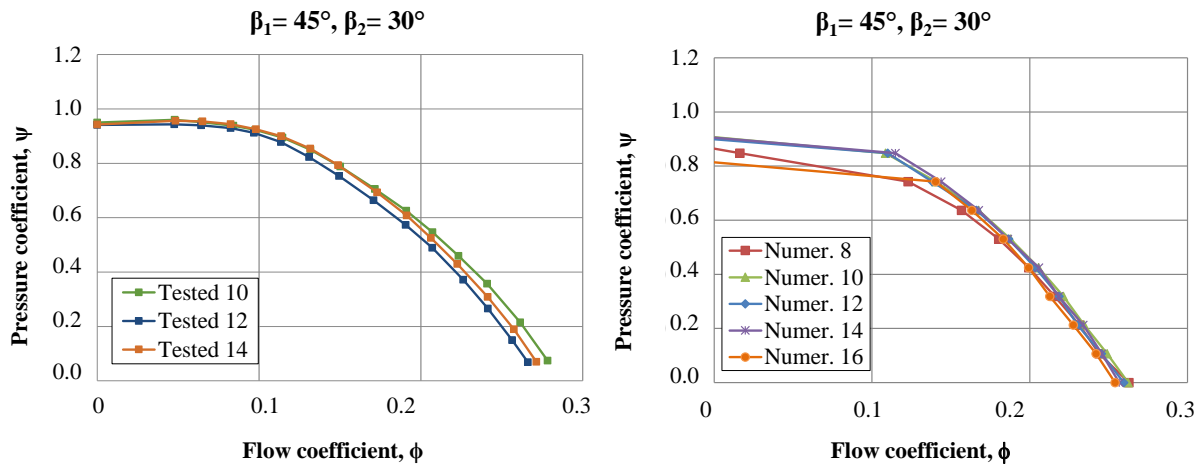 β1= 45°, β2= 30°
1.2
1.0
0.8
0.6
0.4
0.2
0.0
Pressure coefficient, ψ
Tested 10
Tested 12
Tested 14
0
0.1
0.2
0.3
Flow coefficient, ϕ
β1= 45°, β2= 30°
1.2
1.0
0.8
0.6
0.4
0.2
0.0
Pressure coefficient, ψ
Numer. 8
Numer. 10
Numer. 12
Numer. 14
Numer. 16
0
0.1
0.2
0.3
Flow coefficient, ϕ